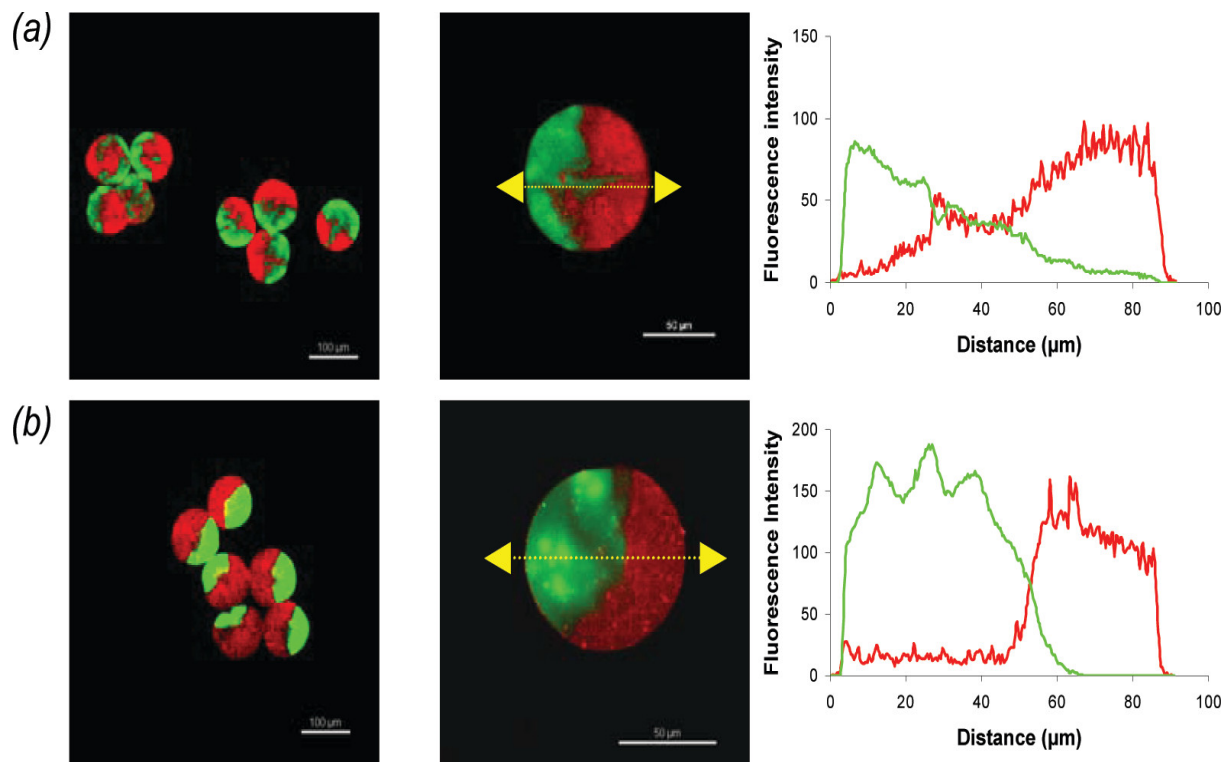 (a)
100 µm
50 µm
Fluorescence intensity
150
100
50
0
0 20 40 60 80 100
Distance (µm)
(b)
100 µm
50 µm
Fluorescence Intensity
200
150
100
50
0
0 20 40 60 80 100
Distance (µm)